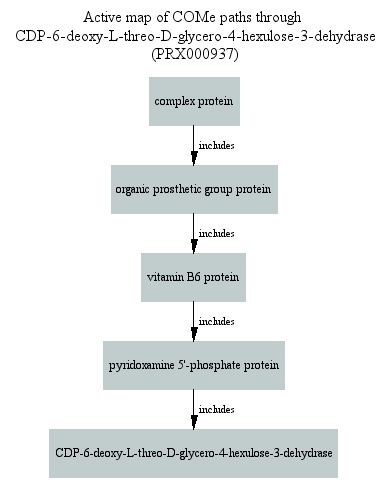 Active map of COMe paths through
CDP-6-deoxy-L-threo-D-glycero-4-hexulose-3-dehydrase
(PRX000937)
complex protein
includes
organic prosthetic group protein
includes
vitamin B6 protein
includes
pyridoxamine 5'-phosphate protein
includes
CDP-6-deoxy-L-threo-D-glycero-4-hexulose-3-dehydrase